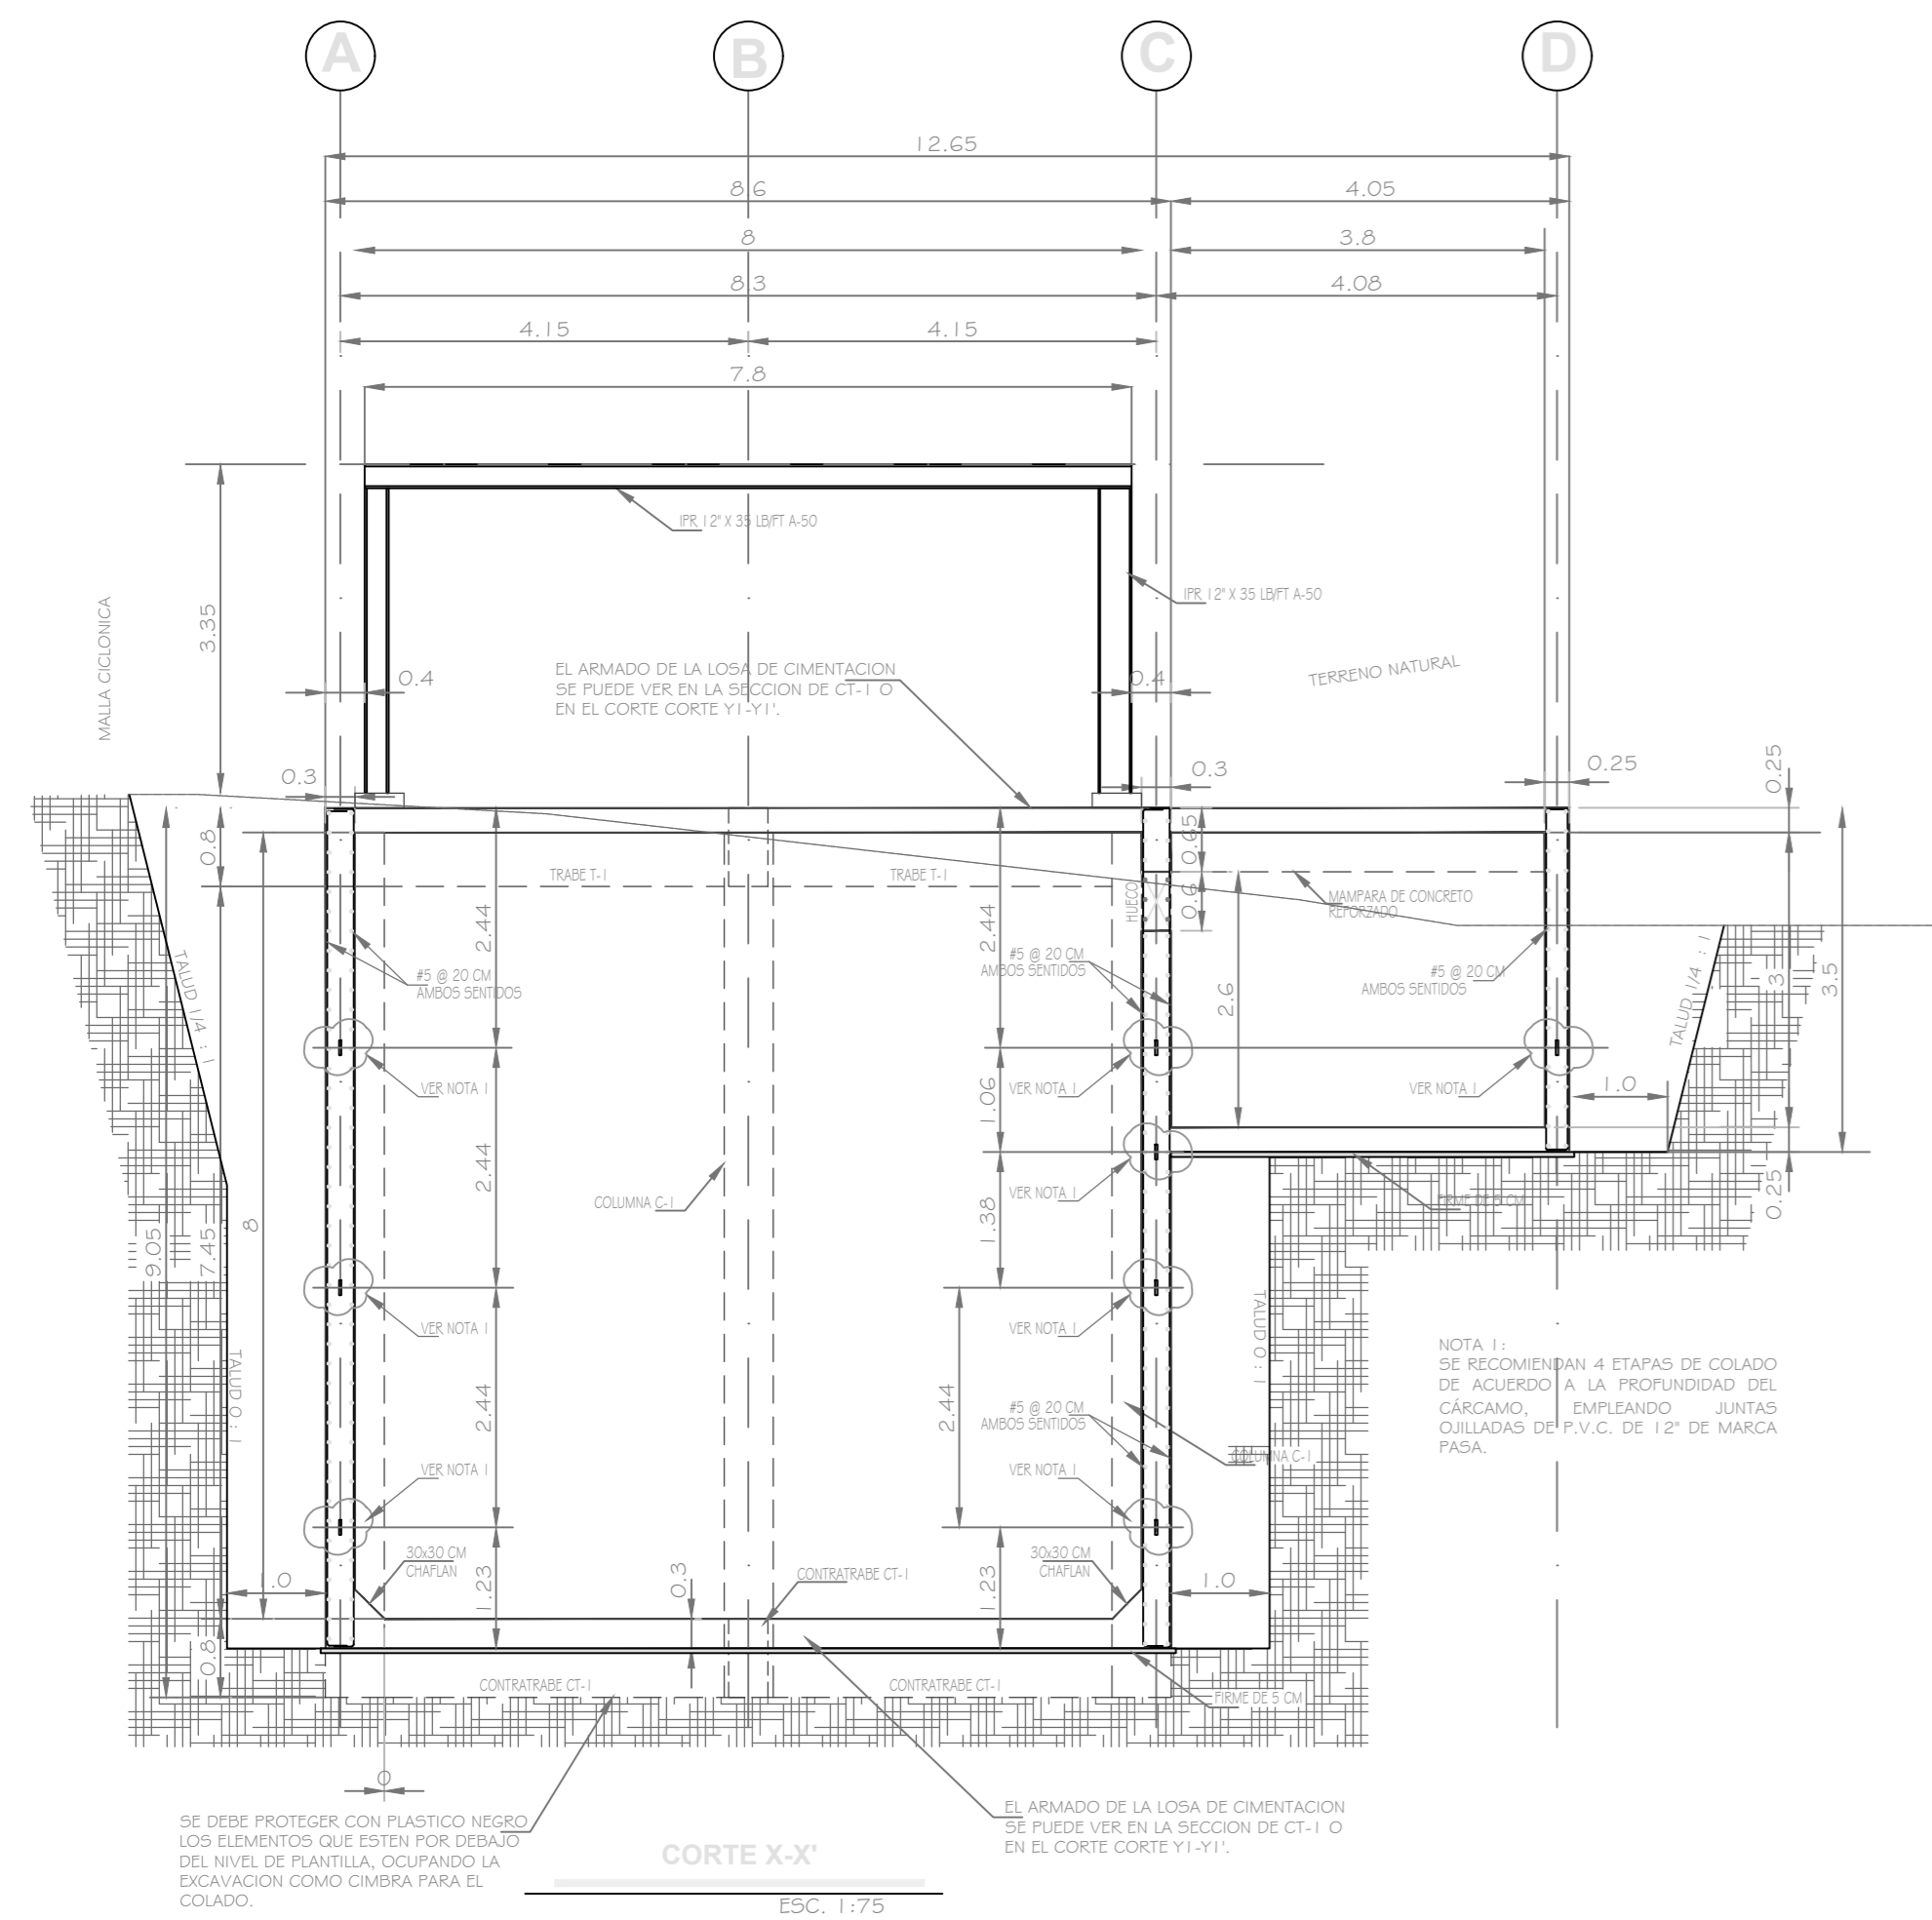 A
B
C
D
12.65
8.6
4.05
8
3.8
8.3
4.08
4.15
4.15
7.8
IPR 12" X 35 LB/FT A-50
IPR 12" X 35 LB/FT A-50
MALLA CICLONICA
3.35
0.4
EL ARMADO DE LA LOSA DE CIMENTACION
SE PUEDE VER EN LA SECCION DE CT-1 O
EN EL CORTE CORTE Y1-Y1'.
0.4
TERRENO NATURAL
0.3
0.3
0.25
0.25
0.8
TRABE T-1
TRABE T-1
0.65
HUECO
0.6
MAMPARA DE CONCRETO
REFORZADO
2.44
2.44
#5 @ 20 CM
AMBOS SENTIDOS
#5 @ 20 CM
AMBOS SENTIDOS
#5 @ 20 CM
AMBOS SENTIDOS
TALUD 1/4 : 1
TALUD 1/4 : 1
3
3.5
2.6
VER NOTA 1
VER NOTA 1
VER NOTA 1
1.0
1.06
2.44
COLUMNA C-1
VER NOTA 1
1.38
FIRME DE 5 CM
0.25
9.05
7.45
8
VER NOTA 1
VER NOTA 1
TALUD 0 : 1
TALUD 0 : 1
NOTA 1:
SE RECOMIENDAN 4 ETAPAS DE COLADO
DE ACUERDO A LA PROFUNDIDAD DEL
CÁRCAMO, EMPLEANDO JUNTAS
OJILLADAS DE P.V.C. DE 12" DE MARCA
PASA.
2.44
2.44
#5 @ 20 CM
AMBOS SENTIDOS
COLUMNA C-1
VER NOTA 1
VER NOTA 1
30x30 CM
CHAFLAN
30x30 CM
CHAFLAN
1.0
1.23
0.3
CONTRATRABE CT-1
1.23
1.0
0.8
CONTRATRABE CT-1
CONTRATRABE CT-1
FIRME DE 5 CM
0
SE DEBE PROTEGER CON PLASTICO NEGRO
LOS ELEMENTOS QUE ESTEN POR DEBAJO
DEL NIVEL DE PLANTILLA, OCUPANDO LA
EXCAVACION COMO CIMBRA PARA EL
COLADO.
EL ARMADO DE LA LOSA DE CIMENTACION
SE PUEDE VER EN LA SECCION DE CT-1 O
EN EL CORTE CORTE Y1-Y1'.
CORTE X-X'
ESC. 1:75